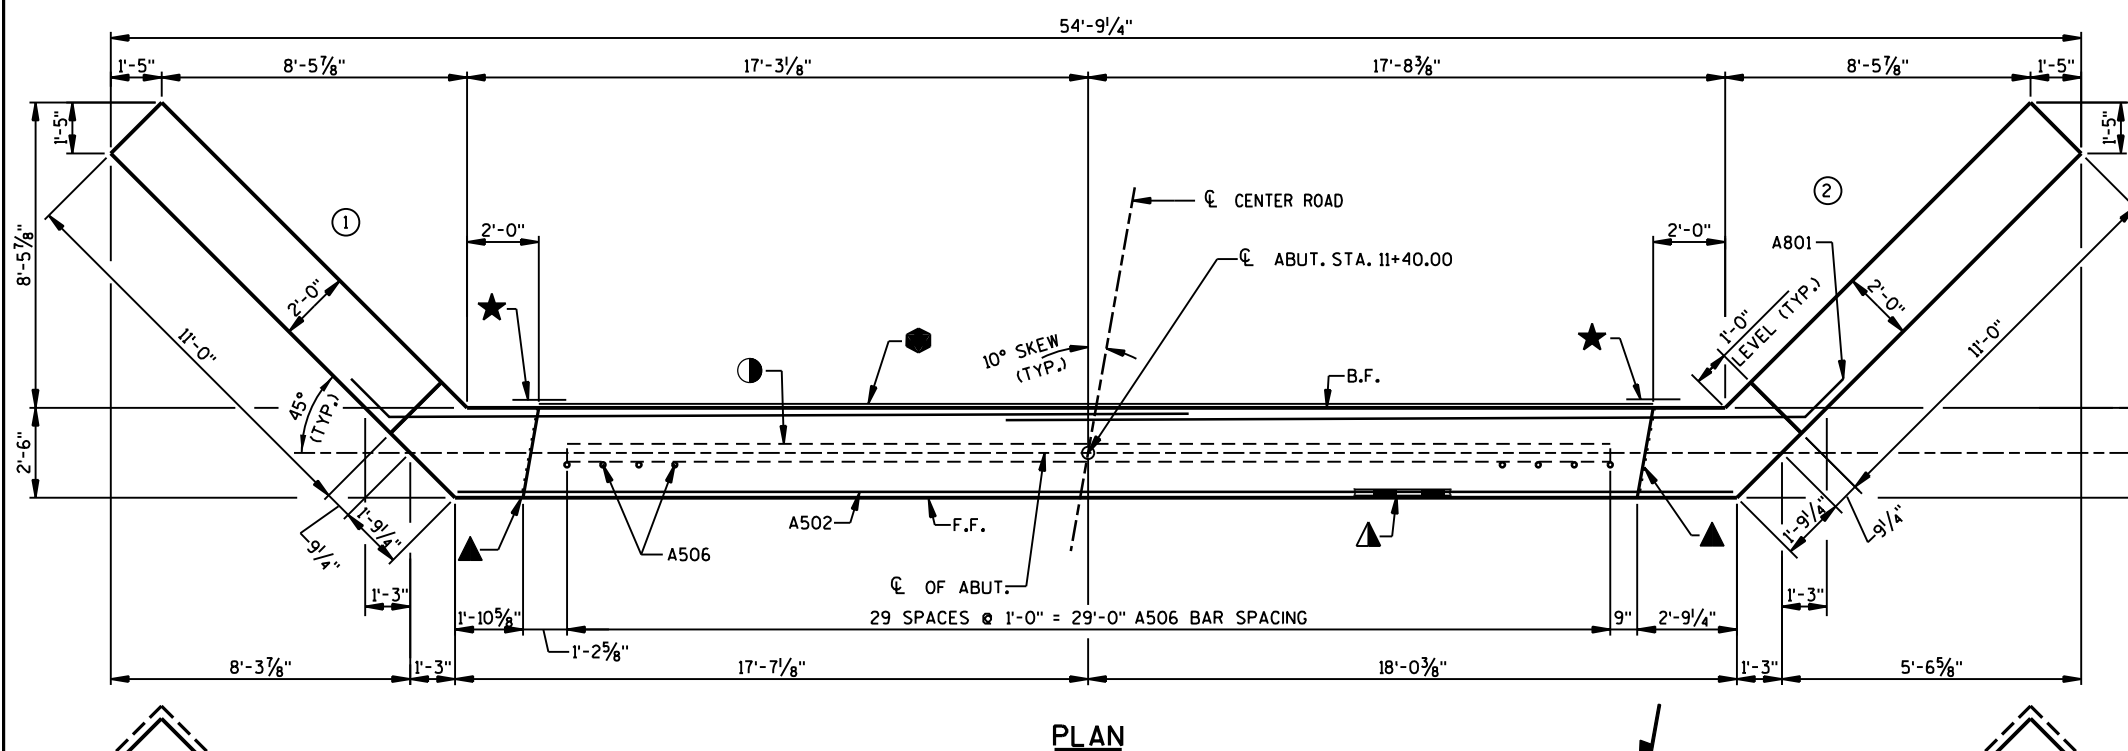 54'-9¼"
1'-5" 8'-5⅞" 17'-3⅛" 17'-8⅜" 8'-5⅞" 1'-5"
1'-5" 1'-5"
8'-5⅞"
1 2
℄ CENTER ROAD
2'-0" 2'-0" A801
℄ ABUT. STA. 11+40.00
2'-0" 2'-0"
1'-0"
LEVEL (TYP.)
11'-0" 11'-0"
10° SKEW
(TYP.)
B.F.
45°
(TYP.)
2'-6"
A502 F.F.
1'-9¼" 1'-9¼"
9¼" 9¼"
A506
℄ OF ABUT.
1'-3" 1'-3"
1'-10⅝" 29 SPACES @ 1'-0" = 29'-0" A506 BAR SPACING 9" 2'-9¼"
1'-2⅝"
8'-3⅞" 1'-3" 17'-7⅛" 18'-0⅜" 1'-3" 5'-6⅝"
PLAN